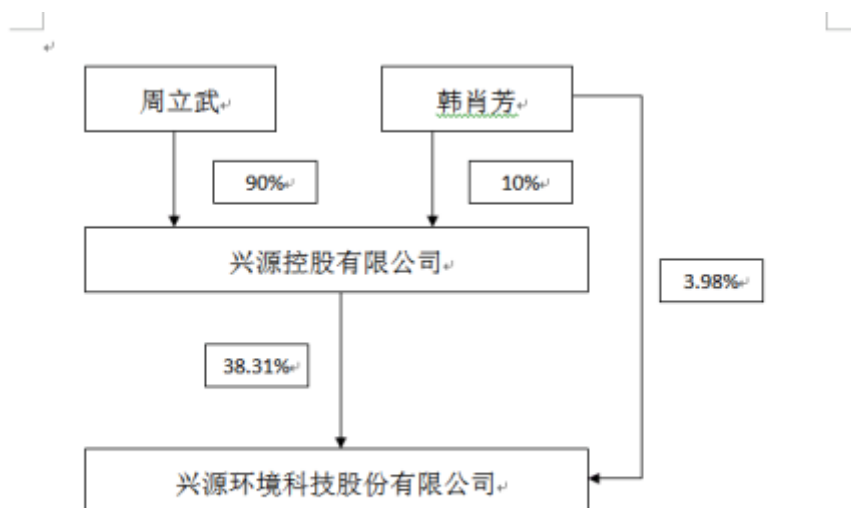 周立武
韩肖芳
90%
10%
兴源控股有限公司
3.98%
38.31%
兴源环境科技股份有限公司